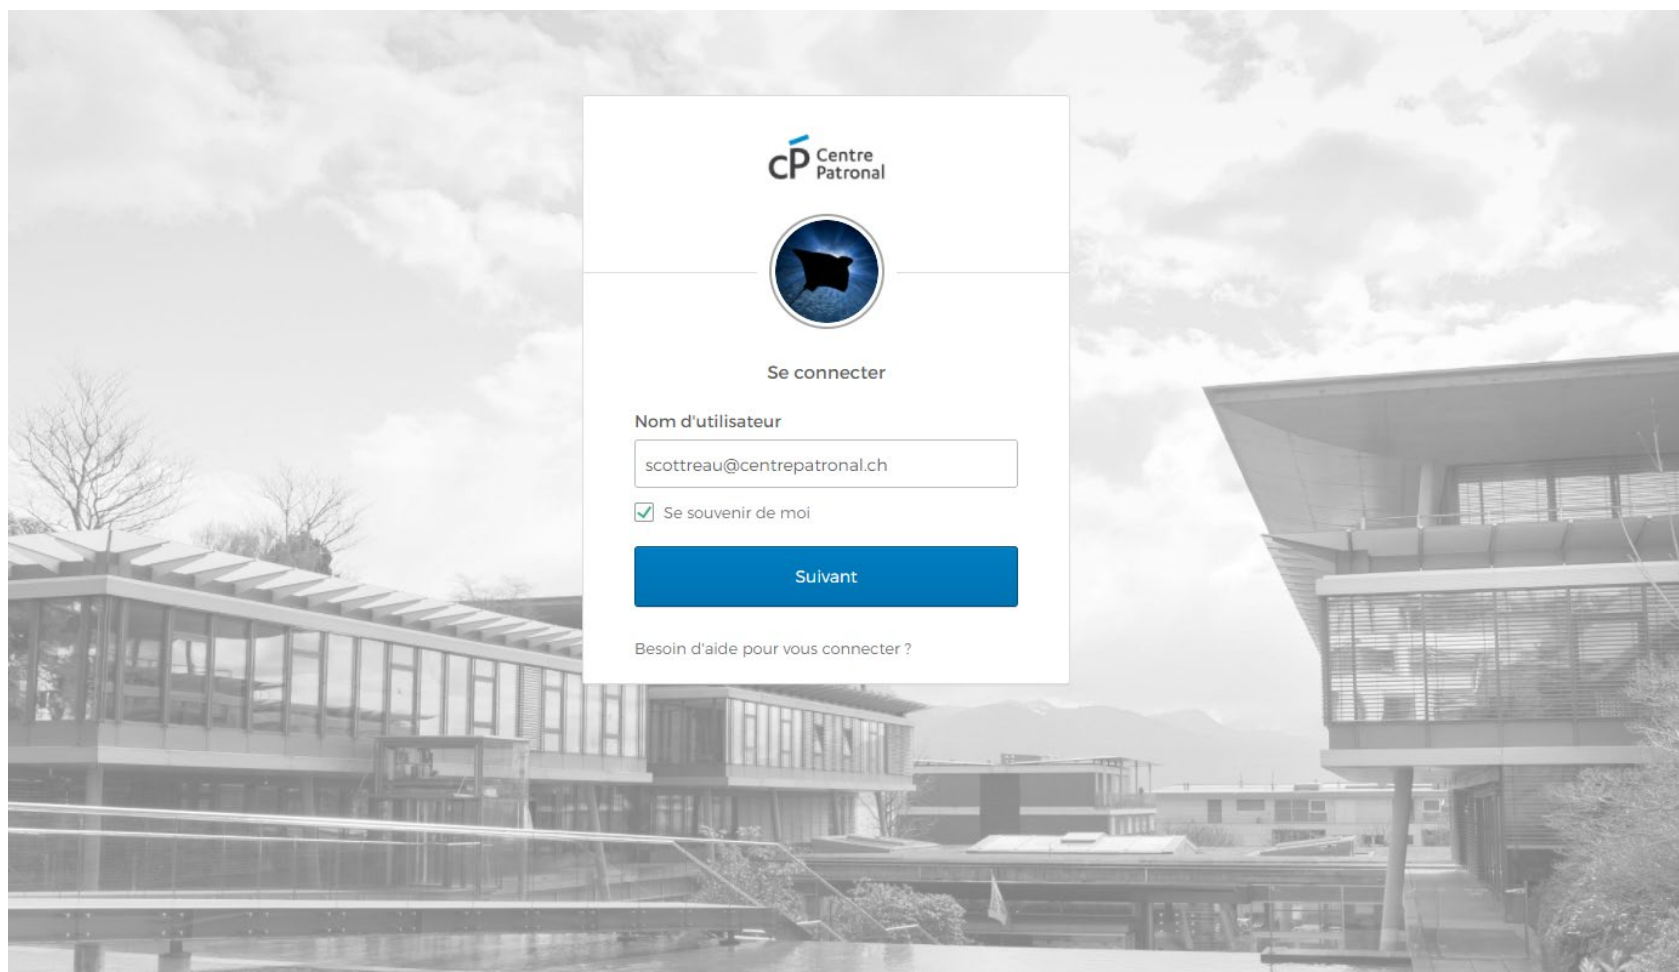 cP Centre
Patronal
Se connecter
Nom d'utilisateur
scottreau@centrepatronal.ch
Se souvenir de moi
Suivant
Besoin d'aide pour vous connecter ?